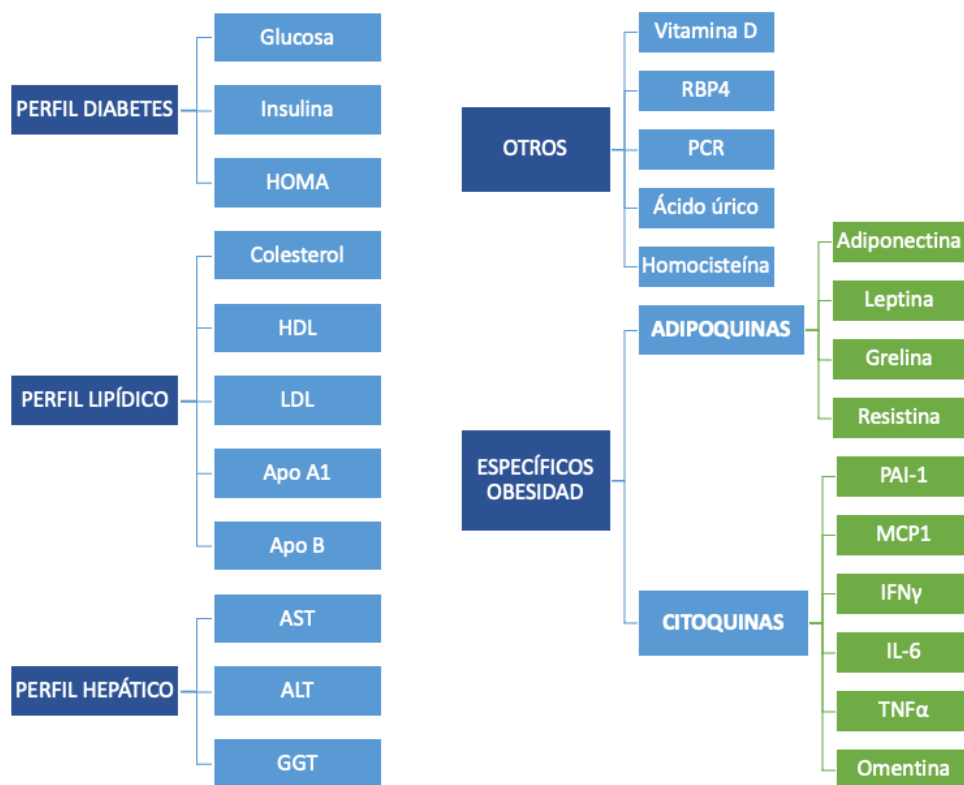 PERFIL DIABETES
Glucosa
Insulina
HOMA
PERFIL LIPÍDICO
Colesterol
HDL
LDL
Apo A1
Apo B
PERFIL HEPÁTICO
AST
ALT
GGT
OTROS
Vitamina D
RBP4
PCR
Ácido úrico
Homocisteína
ESPECÍFICOS
OBESIDAD
ADIPOQUINAS
Adiponectina
Leptina
Grelina
Resistina
CITOQUINAS
PAI-1
MCP1
IFNγ
IL-6
TNFα
Omentina